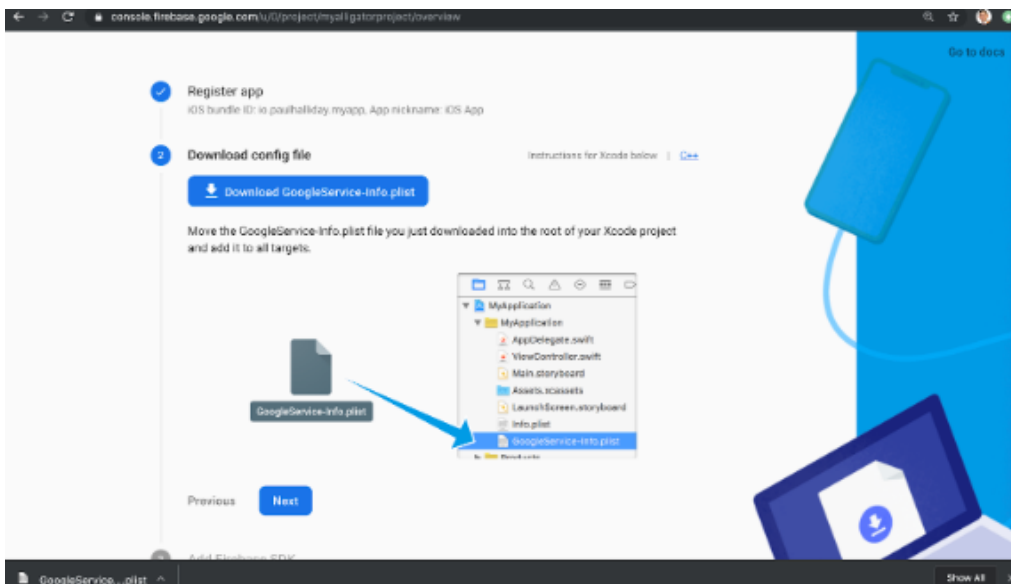 console.firebase.google.com/u/0/project/myalligatorproject/overview
Go to docs
Register app
iOS bundle ID: io.paulhalliday.myapp, App nickname: iOS App
2 Download config file
Instructions for Xcode below | C++
Download GoogleService-Info.plist
Move the GoogleService-Info.plist file you just downloaded into the root of your Xcode project
and add it to all targets.
MyApplication
MyApplication
AppDelegate.swift
ViewController.swift
Main.storyboard
Assets.xcassets
LaunchScreen.storyboard
Info.plist
GoogleService-Info.plist
Products
GoogleService-Info.plist
Previous
Next
Add Firebase SDK
GoogleService....plist
Show All